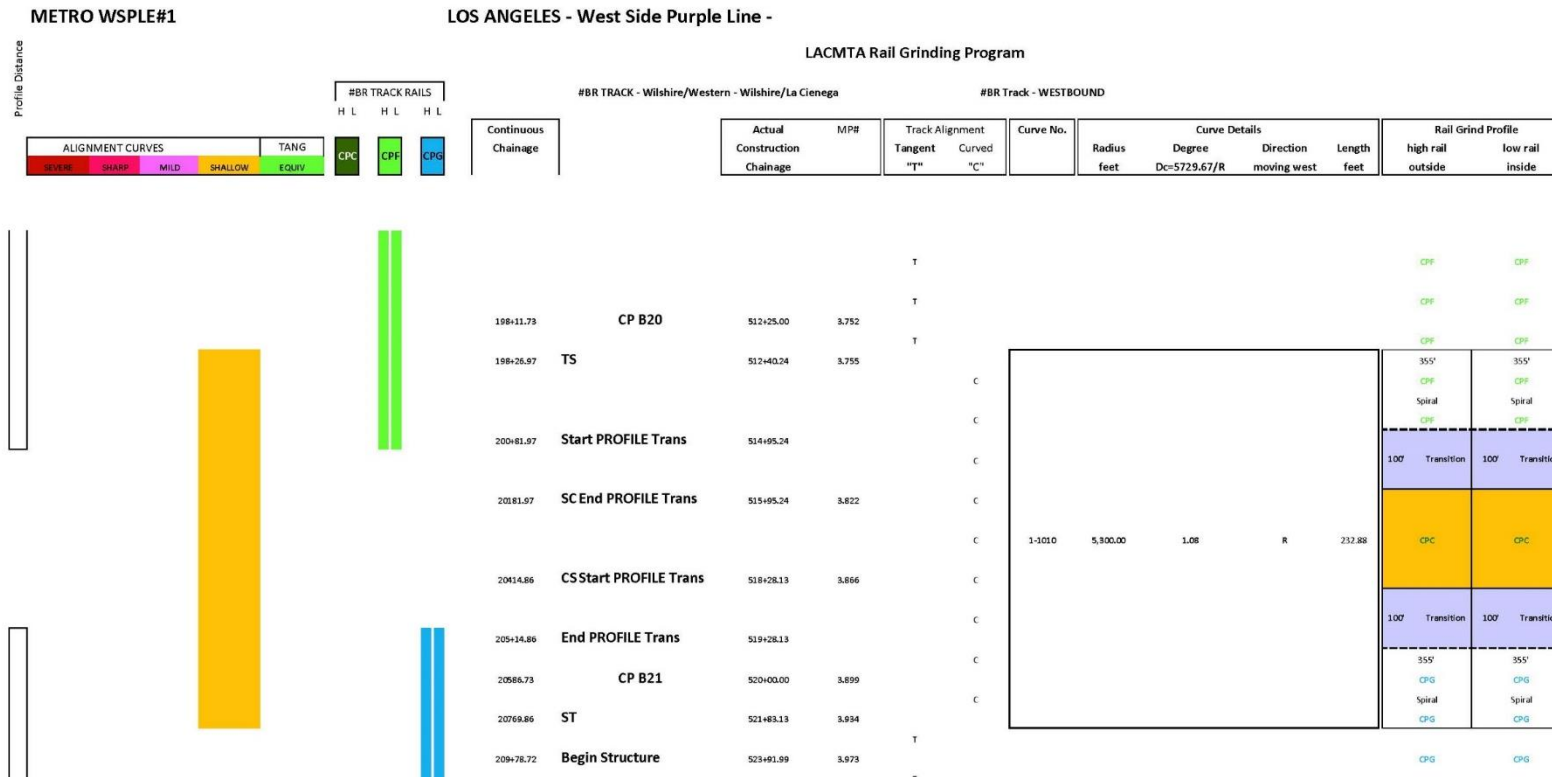 METRO WSPLE#1 LOS ANGELES - West Side Purple Line -
LACMTA Rail Grinding Program
Profile Distance
#BR TRACK RAILS #BR TRACK - Wilshire/Western - Wilshire/La Cienega #BR Track - WESTBOUND
H L H L H L
ALIGNMENT CURVES TANG
SEVERE SHARP MILD SHALLOW EQUIV
CPC CPF CPG
Continuous Actual MP# Track Alignment Curve No. Curve Details Rail Grind Profile
Chainage Construction Tangent Curved Radius Degree Direction Length high rail low rail
Chainage "T" "C" feet Dc=5729.67/R moving west feet outside inside
T CPF CPF
T CPF CPF
198+11.73 CP B20 512+25.00 3.752
T CPF CPF
198+26.97 TS 512+40.24 3.755 355' 355'
C CPF CPF
Spiral Spiral
C CPF CPF
200+81.97 Start PROFILE Trans 514+95.24
C 100' Transition 100' Transitic
20181.97 SC End PROFILE Trans 515+95.24 3.822 C
C 1-1010 5,300.00 1.08 R 232.88 CPC CPC
20414.86 CS Start PROFILE Trans 518+28.13 3.866 C
C 100' Transition 100' Transitic
205+14.86 End PROFILE Trans 519+28.13
C 355' 355'
20586.73 CP B21 520+00.00 3.899 CPG CPG
C Spiral Spiral
20769.86 ST 521+83.13 3.934 CPG CPG
T
209+78.72 Begin Structure 523+91.99 3.973 CPG CPG